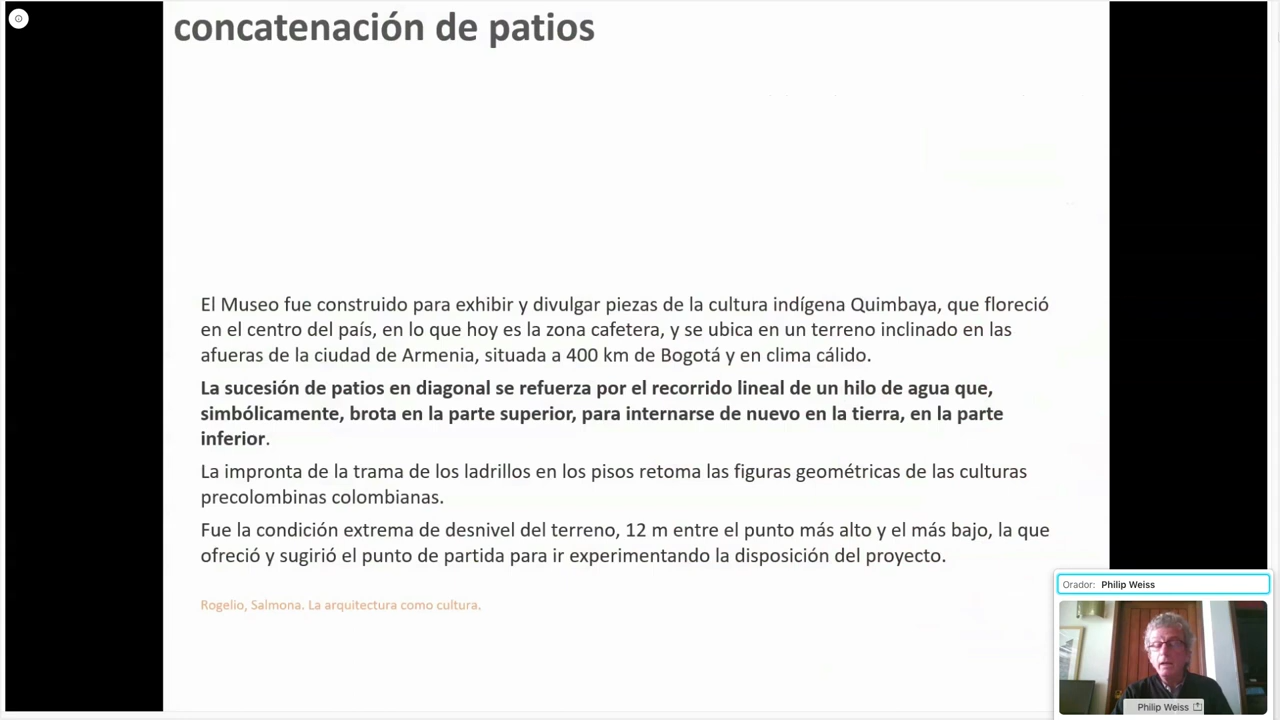 concatenación de patios
El Museo fue construido para exhibir y divulgar piezas de la cultura indígena Quimbaya, que floreció
en el centro del país, en lo que hoy es la zona cafetera, y se ubica en un terreno inclinado en las
afueras de la ciudad de Armenia, situada a 400 km de Bogotá y en clima cálido.
La sucesión de patios en diagonal se refuerza por el recorrido lineal de un hilo de agua que,
simbólicamente, brota en la parte superior, para internarse de nuevo en la tierra, en la parte
inferior.
La impronta de la trama de los ladrillos en los pisos retoma las figuras geométricas de las culturas
precolombinas colombianas.
Fue la condición extrema de desnivel del terreno, 12 m entre el punto más alto y el más bajo, la que
ofreció y sugirió el punto de partida para ir experimentando la disposición del proyecto.
Rogelio, Salmona. La arquitectura como cultura.
Orador: Philip Weiss
Philip Weiss